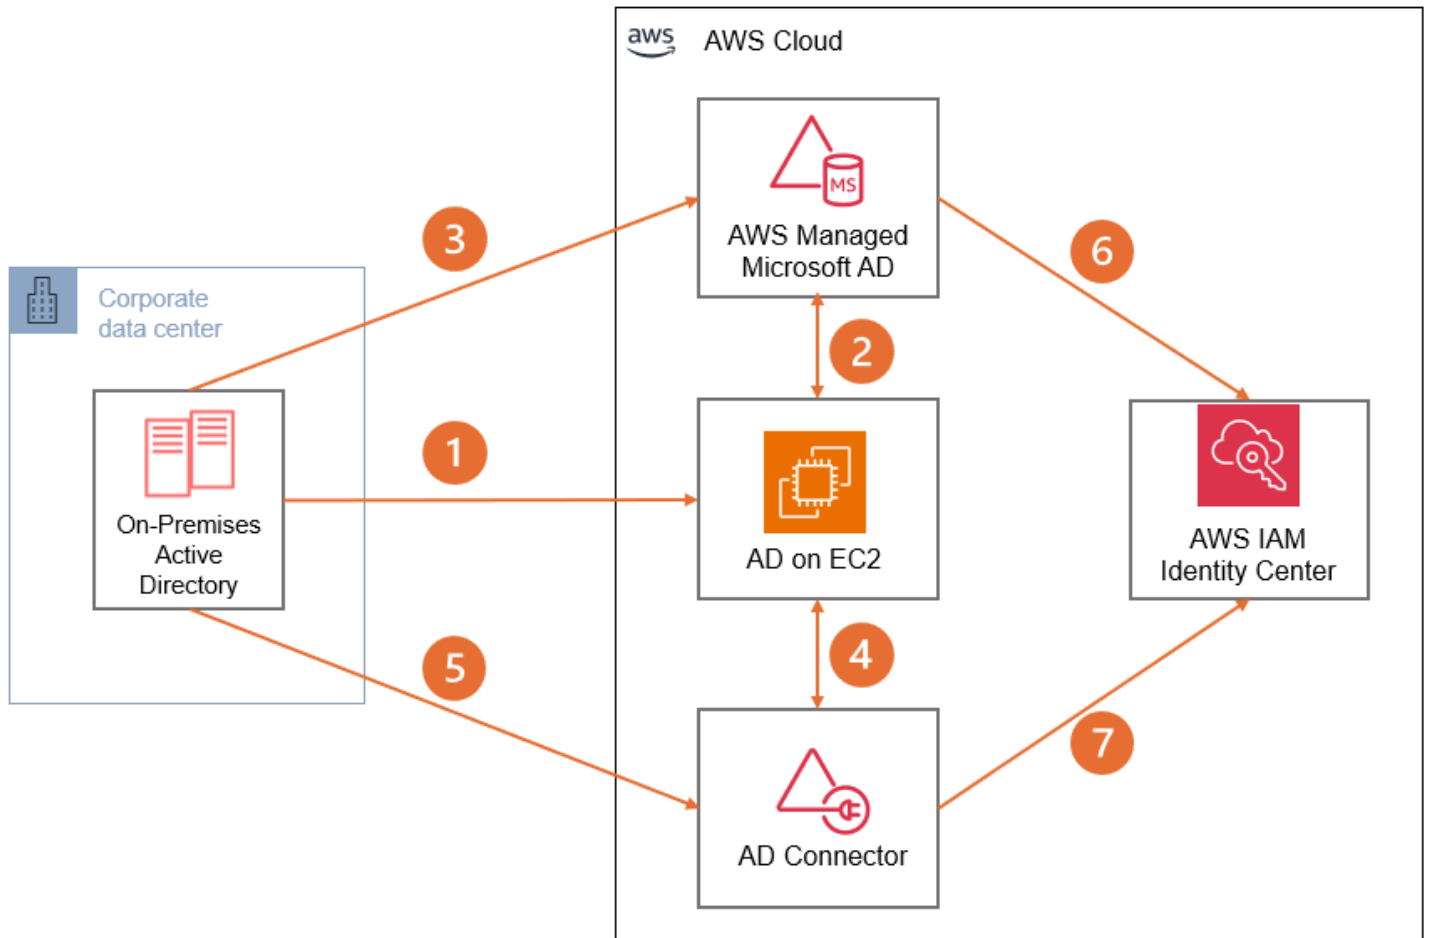 aws
AWS Cloud
MS
AWS Managed
Microsoft AD
3
6
Corporate
data center
2
1
On-Premises
Active
Directory
AD on EC2
AWS IAM
Identity Center
5
4
7
AD Connector